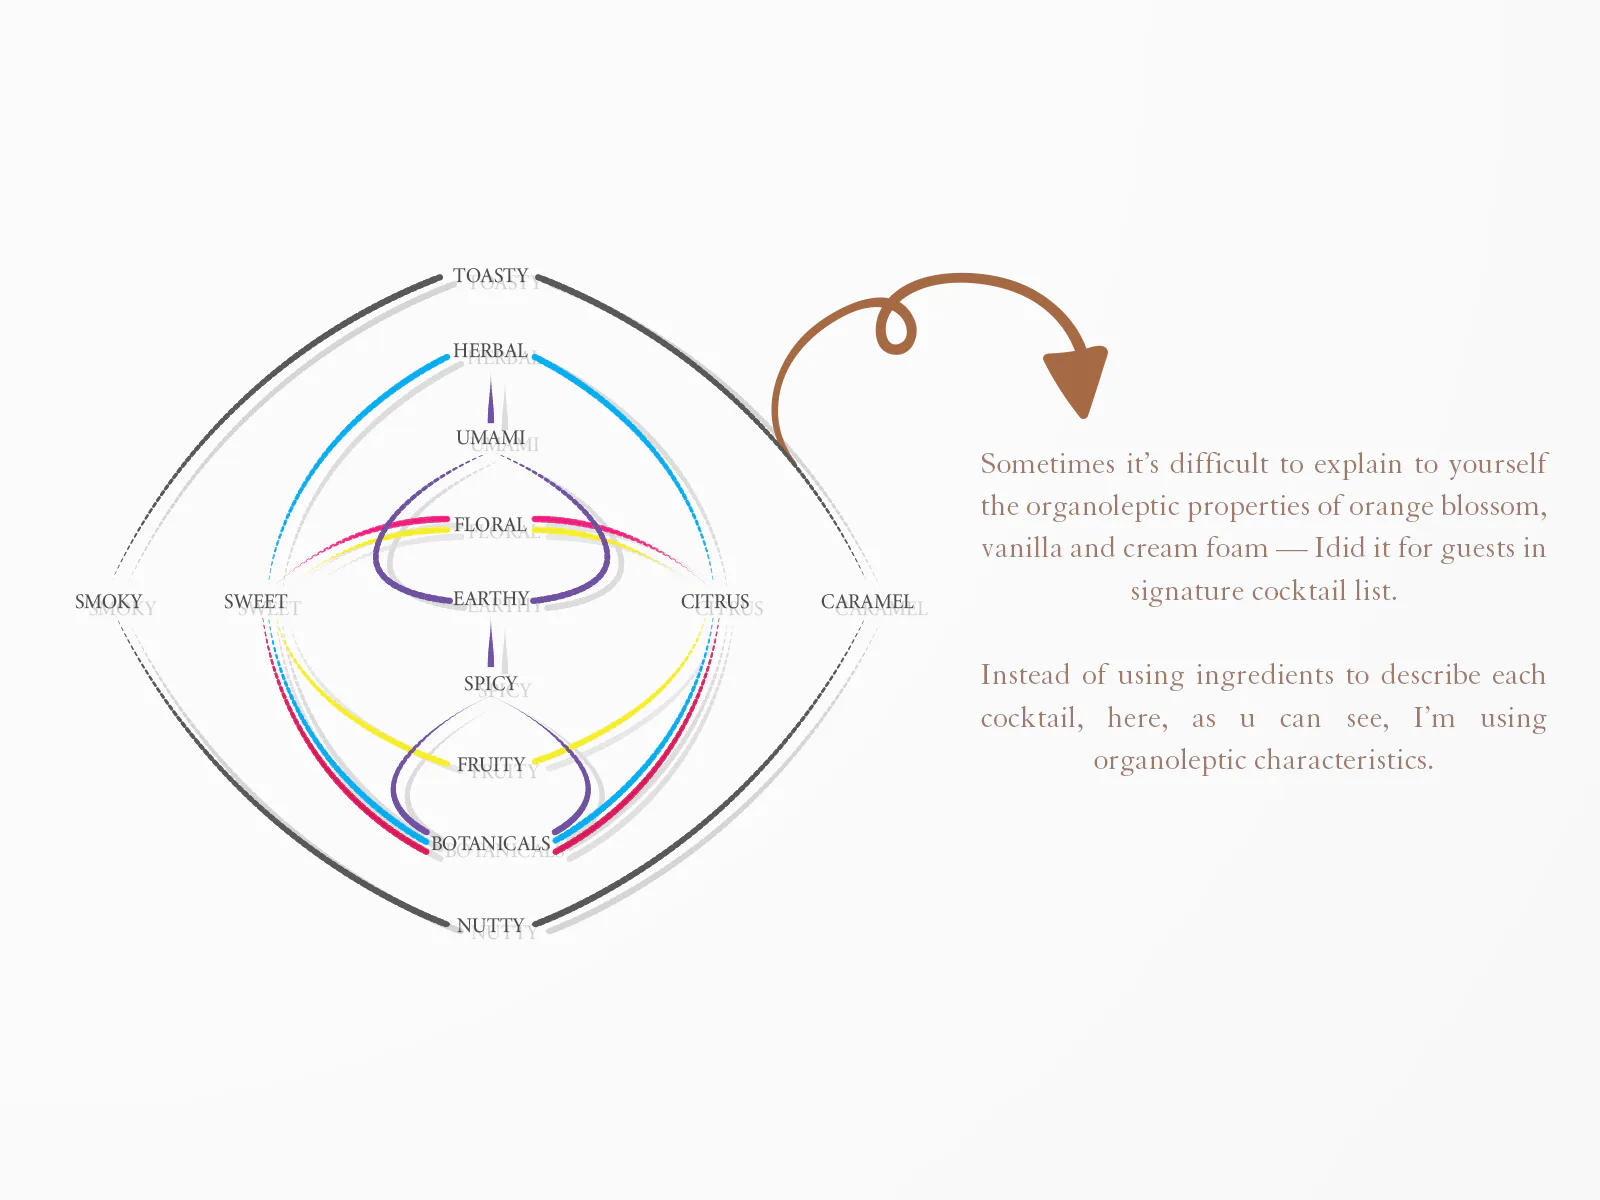 TOASTY
HERBAL
UMAMI
FLORAL
EARTHY
SMOKY
SWEET
CITRUS
CARAMEL
SPICY
FRUITY
BOTANICALS
NUTTY
Sometimes it's difficult to explain to yourself
the organoleptic properties of orange blossom,
vanilla and cream foam — Idid it for guests in
signature cocktail list.
Instead of using ingredients to describe each
cocktail, here, as u can see, I'm using
organoleptic characteristics.